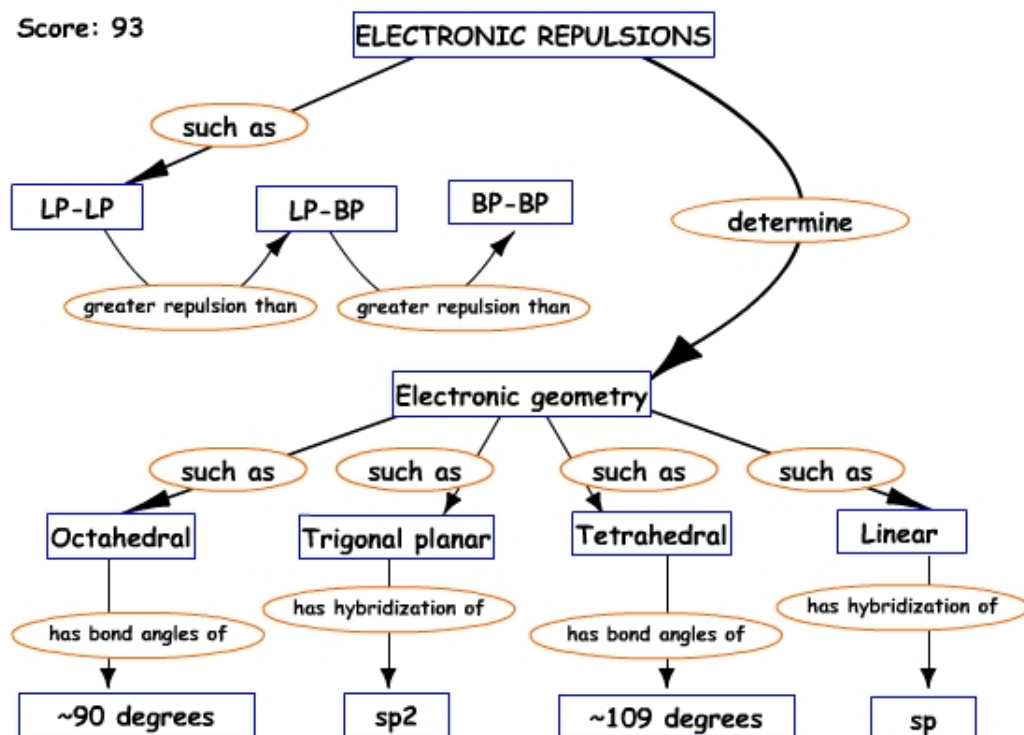 Score: 93
ELECTRONIC REPULSIONS
such as
LP-LP
LP-BP
BP-BP
determine
greater repulsion than
greater repulsion than
Electronic geometry
such as
such as
such as
such as
Octahedral
Trigonal planar
Tetrahedral
Linear
has bond angles of
has hybridization of
has bond angles of
has hybridization of
~90 degrees
sp2
~109 degrees
sp